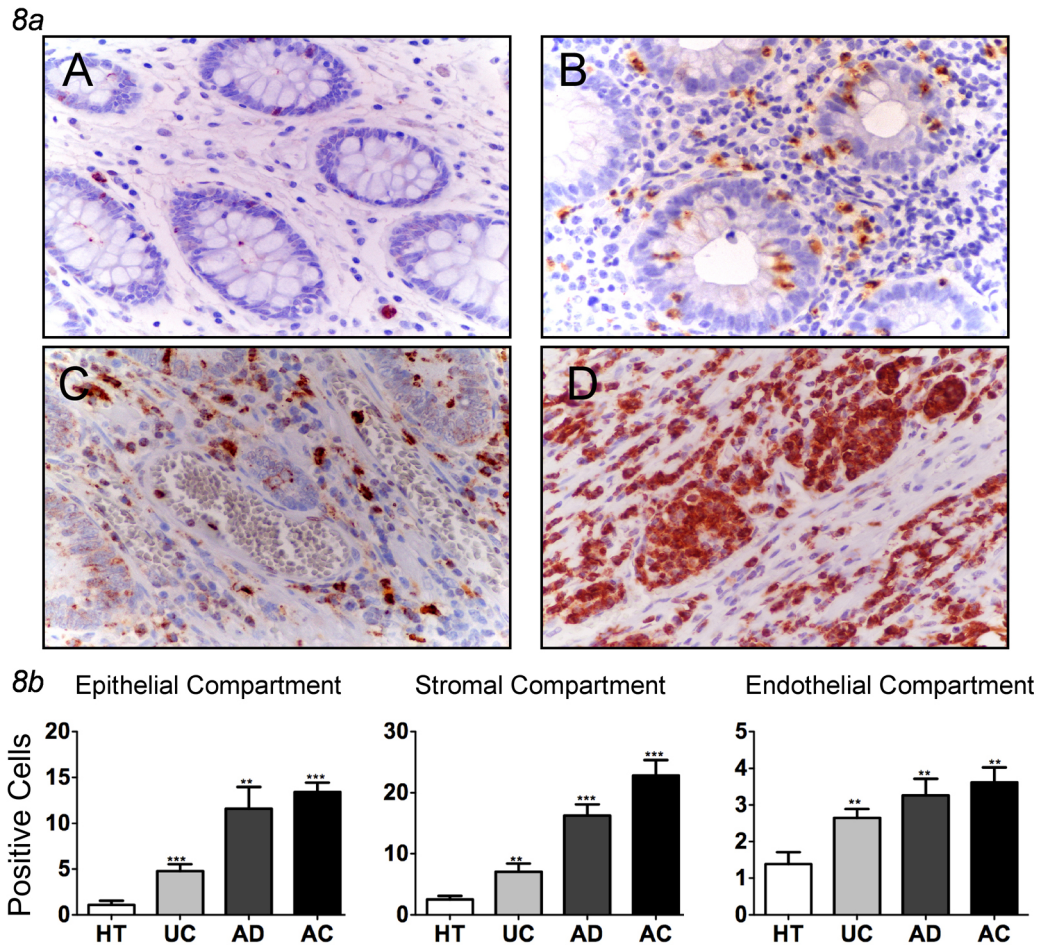 8a
A
B
C
D
8b
Epithelial Compartment
Stromal Compartment
Endothelial Compartment
Positive Cells
20
15
10
5
0
***
**
***
HT
UC
AD
AC
30
20
10
0
**
***
***
HT
UC
AD
AC
5
4
3
2
1
0
**
**
**
HT
UC
AD
AC